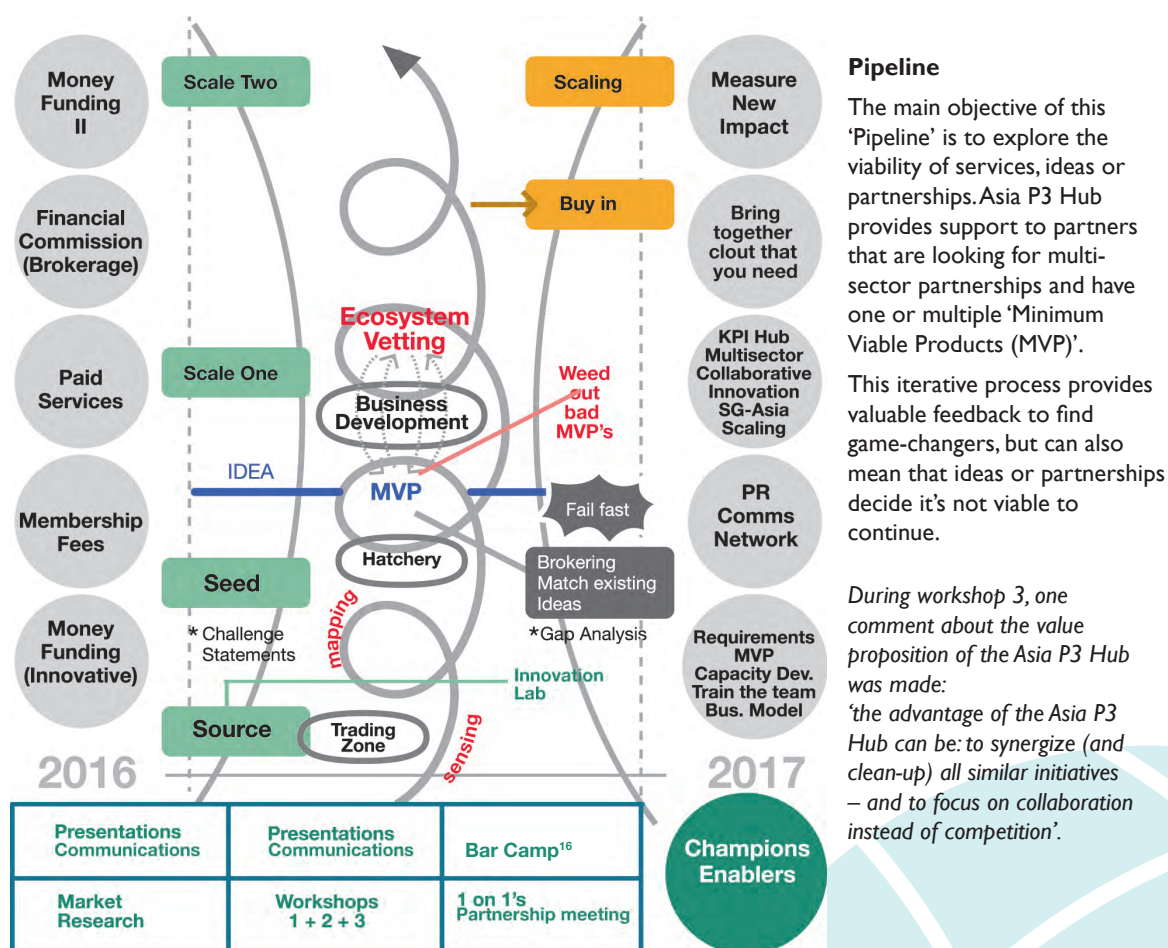 Money
Funding
II
Financial
Commission
(Brokerage)
Paid
Services
Membership
Fees
Money
Funding
(Innovative)
2016
Scale Two
Scale One
Seed
* Challenge
Statements
Source
Trading
Zone
Innovation
Lab
sensing
mapping
Hatchery
IDEA
MVP
Business
Development
Ecosystem
Vetting
Weed
out
bad
MVP's
Fail fast
Brokering
Match existing
Ideas
*Gap Analysis
Buy in
Scaling
Measure
New
Impact
Bring
together
clout that
you need
KPI Hub
Multisector
Collaborative
Innovation
SG-Asia
Scaling
PR
Comms
Network
Requirements
MVP
Capacity Dev.
Train the team
Bus. Model
2017
Presentations
Communications
Presentations
Communications
Bar Camp¹⁶
Market
Research
Workshops
1 + 2 + 3
1 on 1's
Partnership meeting
Champions
Enablers
Pipeline
The main objective of this
‘Pipeline’ is to explore the
viability of services, ideas or
partnerships. Asia P3 Hub
provides support to partners
that are looking for multi-
sector partnerships and have
one or multiple ‘Minimum
Viable Products (MVP)’.
This iterative process provides
valuable feedback to find
game-changers, but can also
mean that ideas or partnerships
decide it’s not viable to
continue.
During workshop 3, one
comment about the value
proposition of the Asia P3 Hub
was made:
‘the advantage of the Asia P3
Hub can be: to synergize (and
clean-up) all similar initiatives
– and to focus on collaboration
instead of competition’.